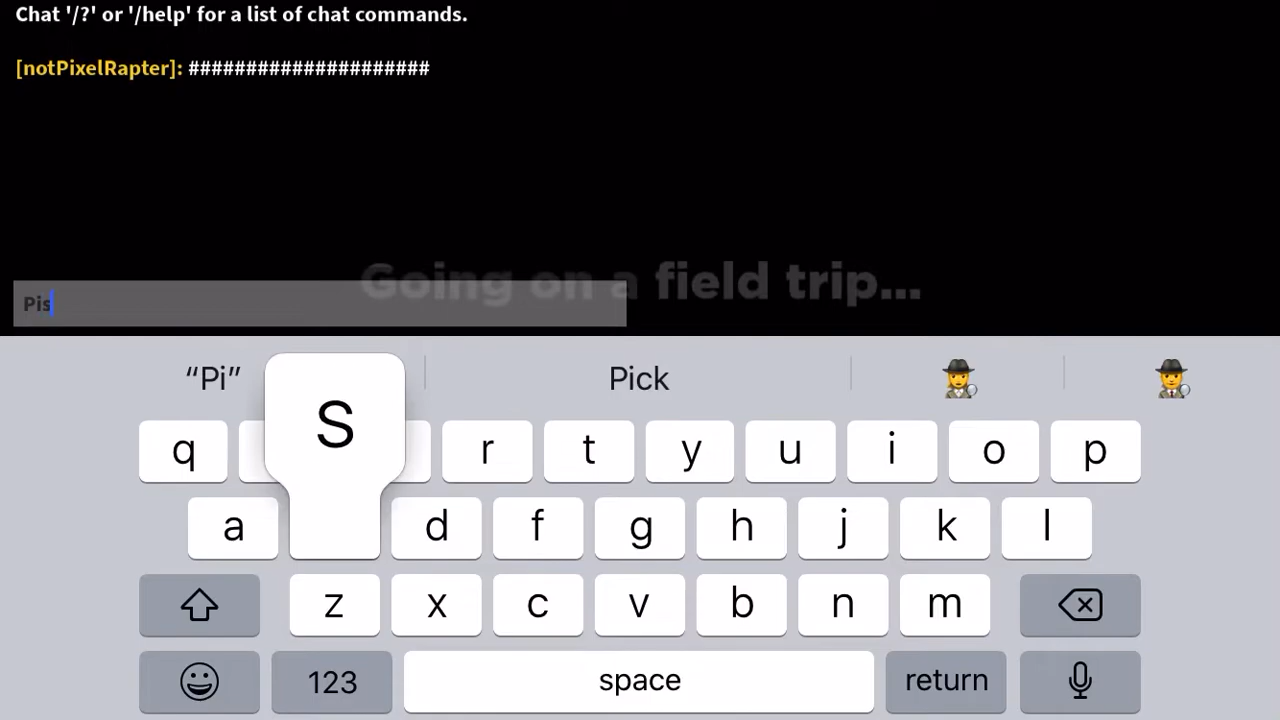 Chat '/?' or '/help' for a list of chat commands.
[notPixelRapter]: #####################
Going on a field trip...
Pis
“Pi” Pick
S
q r t y u i o p
a d f g h j k l
z x c v b n m
123 space return